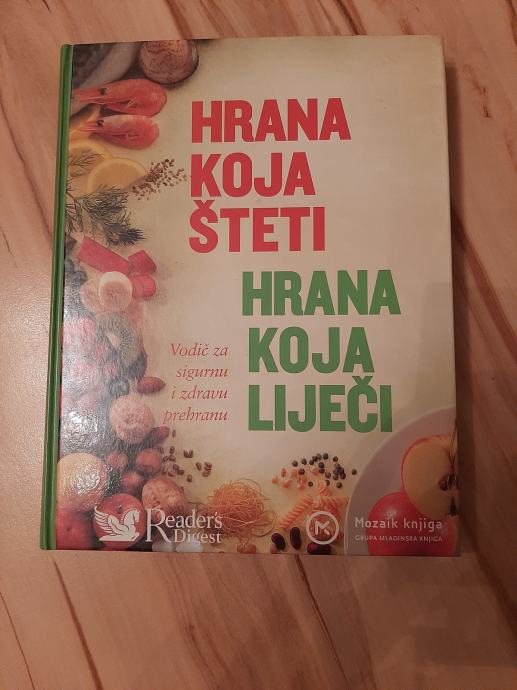 HRANA
KOJA
ŠTETI
HRANA
KOJA
LIJEČI
Vodič za
sigurnu
i zdravu
prehranu
Reader's
Digest
Mozaik knjiga
GRUPA MLADINSKA KNJIGA